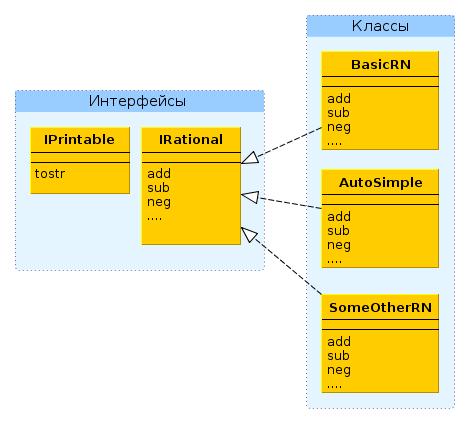 Классы
BasicRN
add
sub
neg
....
Интерфейсы
IPrintable
tostr
IRational
add
sub
neg
....
AutoSimple
add
sub
neg
....
SomeOtherRN
add
sub
neg
....